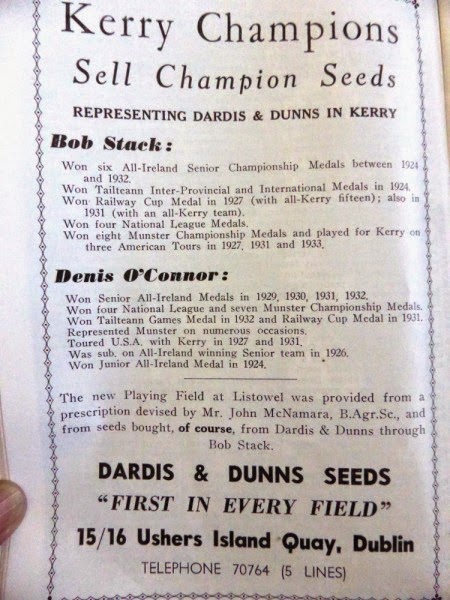 Kerry Champions
Sell Champion Seeds
REPRESENTING DARDIS & DUNNS IN KERRY
Bob Stack:
Won six All-Ireland Senior Championship Medals between 1924
and 1932.
Won Tailteann Inter-Provincial and International Medals in 1924.
Won Railway Cup Medal in 1927 (with all-Kerry fifteen); also in
1931 (with an all-Kerry team).
Won four National League Medals.
Won eight Munster Championship Medals and played for Kerry on
three American Tours in 1927, 1931 and 1933.
Denis O'Connor:
Won Senior All-Ireland Medals in 1929, 1930, 1931, 1932.
Won four National League and seven Munster Championship Medals.
Won Tailteann Games Medal in 1932 and Railway Cup Medal in 1931.
Represented Munster on numerous occasions.
Toured U.S.A. with Kerry in 1927 and 1931.
Was sub. on All-Ireland winning Senior team in 1926.
Won Junior All-Ireland Medal in 1924.
The new Playing Field at Listowel was provided from a
prescription devised by Mr. John McNamara, B.Agr.Sc., and
from seeds bought, of course, from Dardis & Dunns through
Bob Stack.
DARDIS & DUNNS SEEDS
"FIRST IN EVERY FIELD"
15/16 Ushers Island Quay, Dublin
TELEPHONE 70764 (5 LINES)